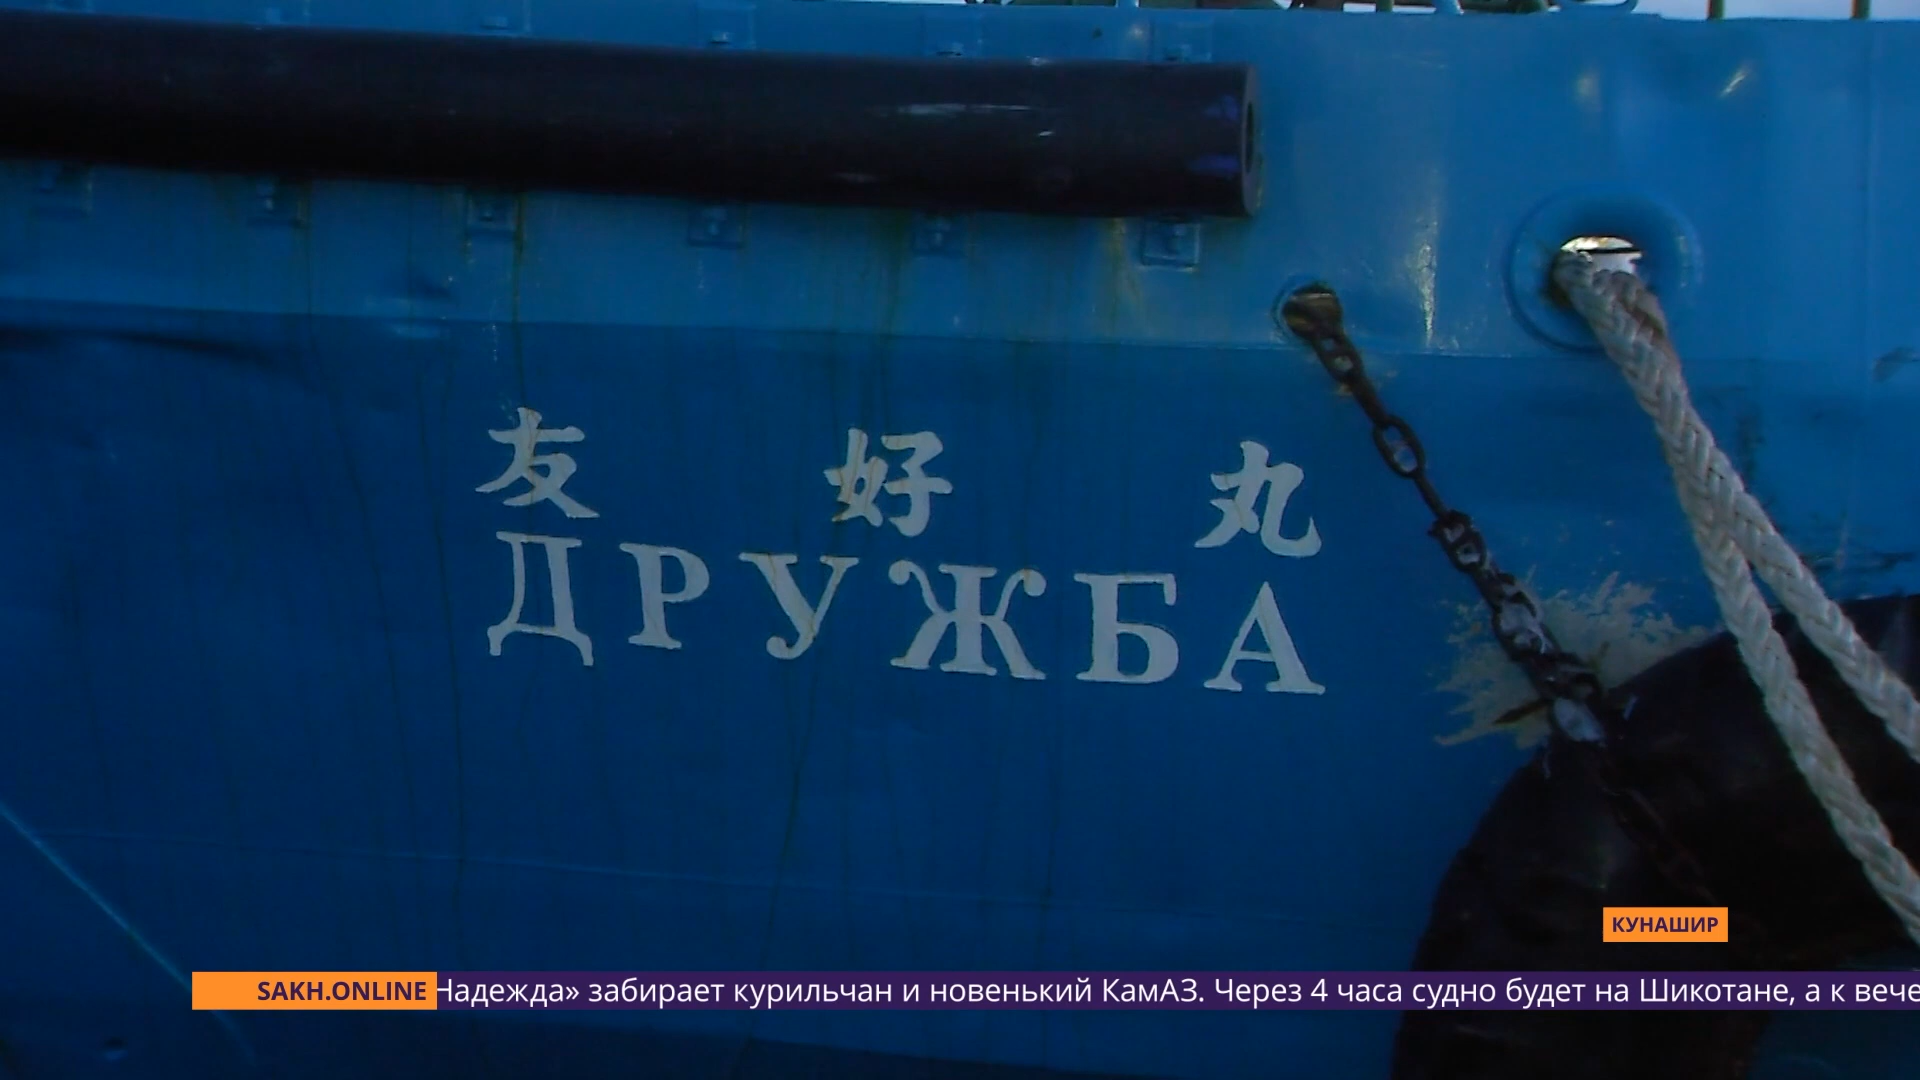 友 好 丸
ДРУЖБА
КУНАШИР
SAKH.ONLINE
Надежда» забирает курильчан и новенький КамАЗ. Через 4 часа судно будет на Шикотане, а к вече